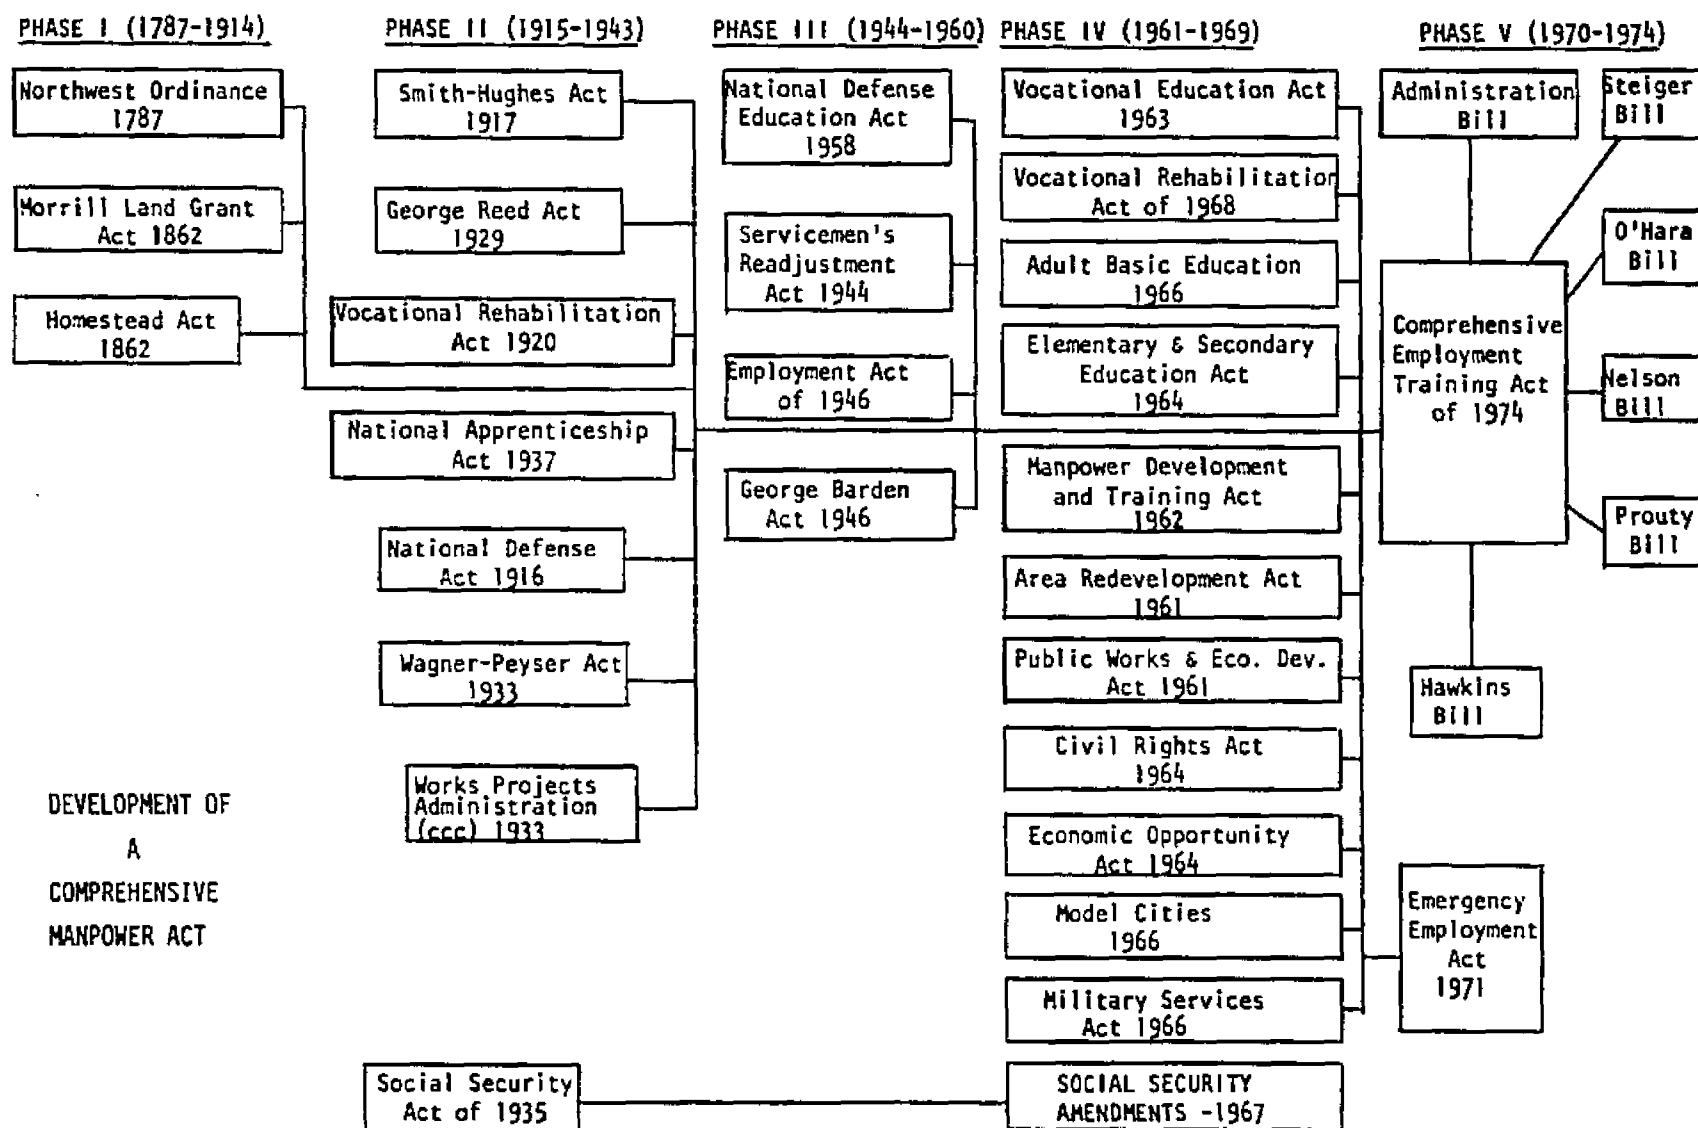 PHASE I (1787-1914)
Northwest Ordinance
1787
Morrill Land Grant
Act 1862
Homestead Act
1862
PHASE II (1915-1943)
Smith-Hughes Act
1917
George Reed Act
1929
Vocational Rehabilitation
Act 1920
National Apprenticeship
Act 1937
National Defense
Act 1916
Wagner-Peyser Act
1933
Works Projects
Administration
(ccc) 1933
Social Security
Act of 1935
PHASE III (1944-1960)
National Defense
Education Act
1958
Servicemen's
Readjustment
Act 1944
Employment Act
of 1946
George Barden
Act 1946
PHASE IV (1961-1969)
Vocational Education Act
1963
Vocational Rehabilitation
Act of 1968
Adult Basic Education
1966
Elementary & Secondary
Education Act
1964
Manpower Development
and Training Act
1962
Area Redevelopment Act
1961
Public Works & Eco. Dev.
Act 1961
Civil Rights Act
1964
Economic Opportunity
Act 1964
Model Cities
1966
Military Services
Act 1966
SOCIAL SECURITY
AMENDMENTS -1967
PHASE V (1970-1974)
Administration
Bill
Steiger
Bill
O'Hara
Bill
Comprehensive
Employment
Training Act
of 1974
Nelson
Bill
Prouty
Bill
Hawkins
Bill
Emergency
Employment
Act
1971
DEVELOPMENT OF
A
COMPREHENSIVE
MANPOWER ACT